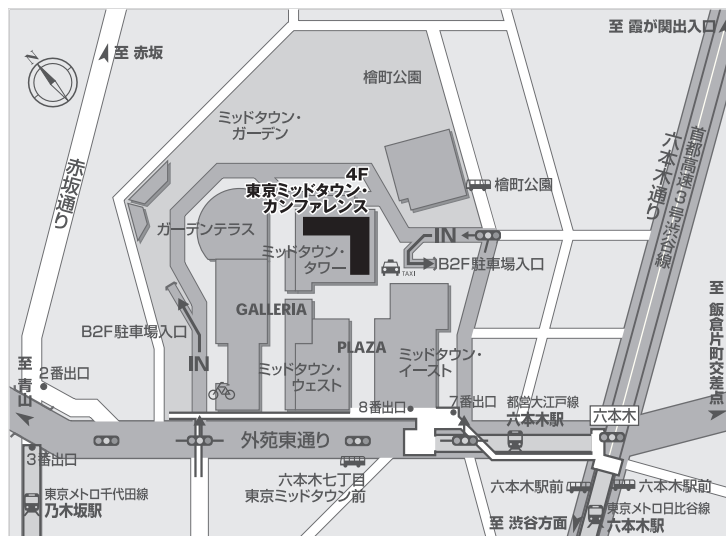 至 霞が関出入口
N
至 赤坂
檜町公園
ミッドタウン・
ガーデン
首都高速3号渋谷線
六本木通り
赤坂通り
4F
東京ミッドタウン・
カンファレンス
檜町公園
ガーデンテラス
ミッドタウン・
タワー
IN
TAXI
B2F駐車場入口
GALLERIA
B2F駐車場入口
PLAZA
至 飯倉片町交差点
IN
ミッドタウン・
ウェスト
ミッドタウン・
イースト
至 青山
2番出口
8番出口
7番出口
都営大江戸線
六本木駅
六本木
外苑東通り
3番出口
六本木七丁目
東京ミッドタウン前
六本木駅前
六本木駅前
東京メトロ千代田線
乃木坂駅
至 渋谷方面
東京メトロ日比谷線
六本木駅